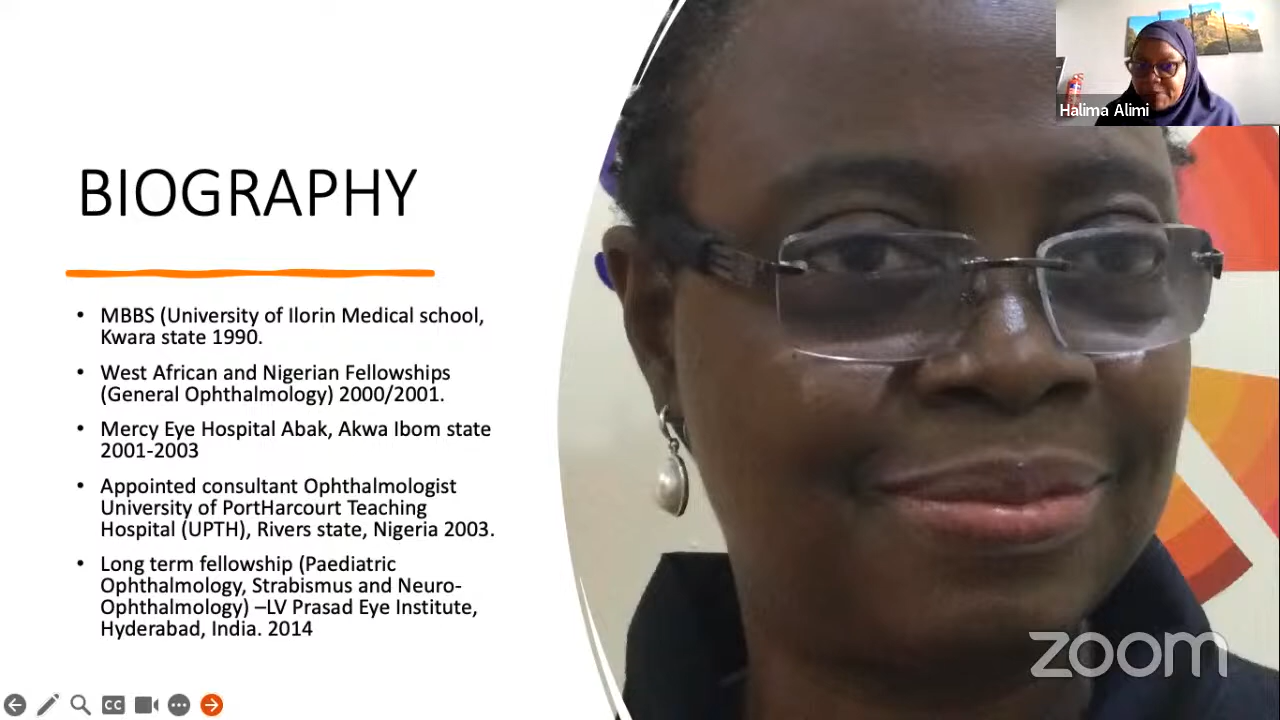 Halima Alimi
BIOGRAPHY
• MBBS (University of Ilorin Medical school,
Kwara state 1990.
• West African and Nigerian Fellowships
(General Ophthalmology) 2000/2001.
• Mercy Eye Hospital Abak, Akwa Ibom state
2001-2003
• Appointed consultant Ophthalmologist
University of PortHarcourt Teaching
Hospital (UPTH), Rivers state, Nigeria 2003.
• Long term fellowship (Paediatric
Ophthalmology, Strabismus and Neuro-
Ophthalmology) –LV Prasad Eye Institute,
Hyderabad, India. 2014
zoom
CC